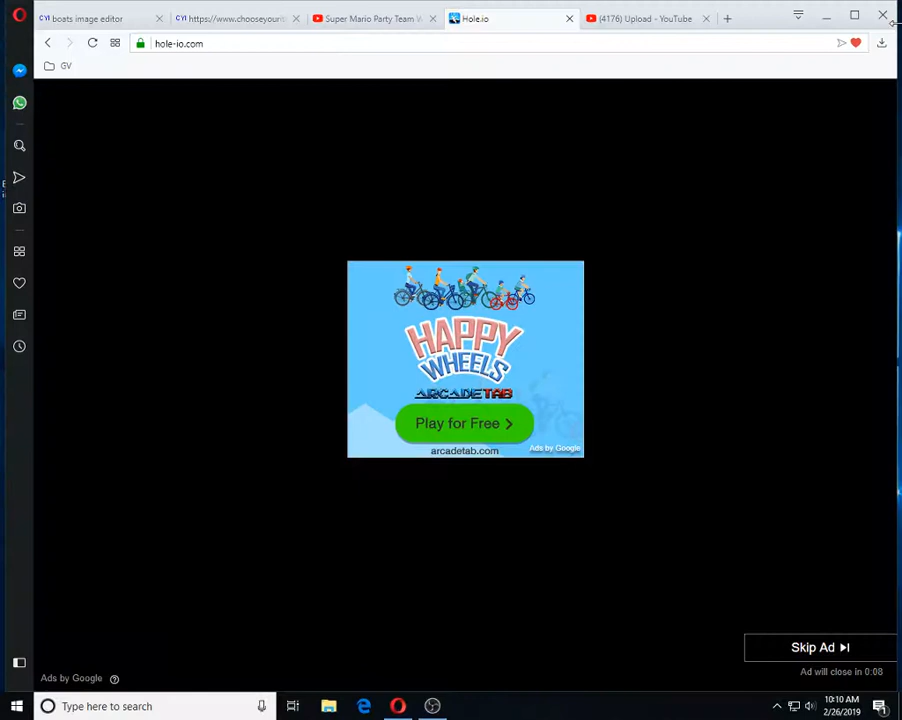 boats image editor
https://www.chooseyour
Super Mario Party Team W
Hole.io
(4176) Upload - YouTube
hole-io.com
GV
HAPPY
WHEELS
ARCADETAB
Play for Free
arcadetab.com
Ads by Google
Skip Ad
Ad will close in 0:08
Ads by Google
Type here to search
10:10 AM
2/26/2019